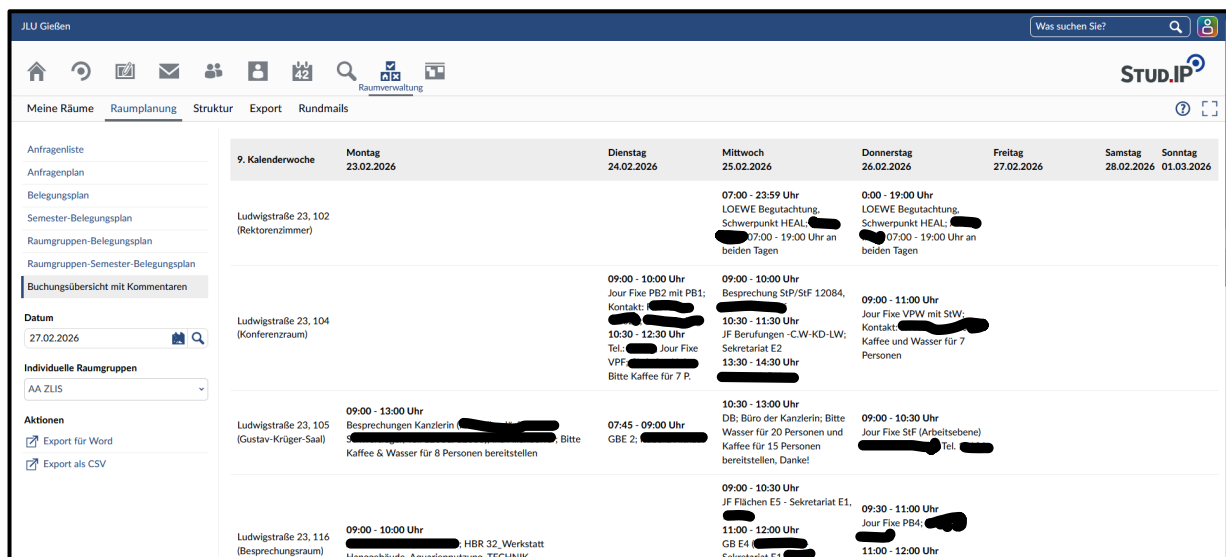 JLU Gießen
Was suchen Sie?
42
Raumverwaltung
STUD.IP
Meine Räume Raumplanung Struktur Export Rundmails
Anfragenliste
Anfragenplan
Belegungsplan
Semester-Belegungsplan
Raumgruppen-Belegungsplan
Raumgruppen-Semester-Belegungsplan
Buchungsübersicht mit Kommentaren
Datum
27.02.2026
Individuelle Raumgruppen
AA ZLIS
Aktionen
Export für Word
Export als CSV
9. Kalenderwoche
Montag
23.02.2026
Dienstag
24.02.2026
Mittwoch
25.02.2026
Donnerstag
26.02.2026
Freitag
27.02.2026
Samstag
28.02.2026
Sonntag
01.03.2026
Ludwigstraße 23, 102
(Rektorenzimmer)
07:00 - 23:59 Uhr
LOEWE Begutachtung,
Schwerpunkt HEAL;
07:00 - 19:00 Uhr an
beiden Tagen
0:00 - 19:00 Uhr
LOEWE Begutachtung,
Schwerpunkt HEAL;
07:00 - 19:00 Uhr an
beiden Tagen
Ludwigstraße 23, 104
(Konferenzraum)
09:00 - 10:00 Uhr
Jour Fixe PB2 mit PB1;
Kontakt:
10:30 - 12:30 Uhr
Tel.: Jour Fixe
VPF;
Bitte Kaffee für 7 P.
09:00 - 10:00 Uhr
Besprechung StP/StF 12084,
10:30 - 11:30 Uhr
JF Berufungen -C.W-KD-LW;
Sekretariat E2
13:30 - 14:30 Uhr
09:00 - 11:00 Uhr
Jour Fixe VPW mit StW;
Kontakt:
Kaffee und Wasser für 7
Personen
Ludwigstraße 23, 105
(Gustav-Krüger-Saal)
09:00 - 13:00 Uhr
Besprechungen Kanzlerin (
; Bitte
Kaffee & Wasser für 8 Personen bereitstellen
07:45 - 09:00 Uhr
GBE 2;
10:30 - 13:00 Uhr
DB; Büro der Kanzlerin; Bitte
Wasser für 20 Personen und
Kaffee für 15 Personen
bereitstellen, Danke!
09:00 - 10:30 Uhr
Jour Fixe StF (Arbeitsebene)
Tel.
Ludwigstraße 23, 116
(Besprechungsraum)
09:00 - 10:00 Uhr
; HBR 32_Werkstatt
09:00 - 10:30 Uhr
JF Flächen E5 - Sekretariat E1,
11:00 - 12:00 Uhr
GB E4 (
Sekretariat E1
09:30 - 11:00 Uhr
Jour Fixe PB4;
11:00 - 12:00 Uhr